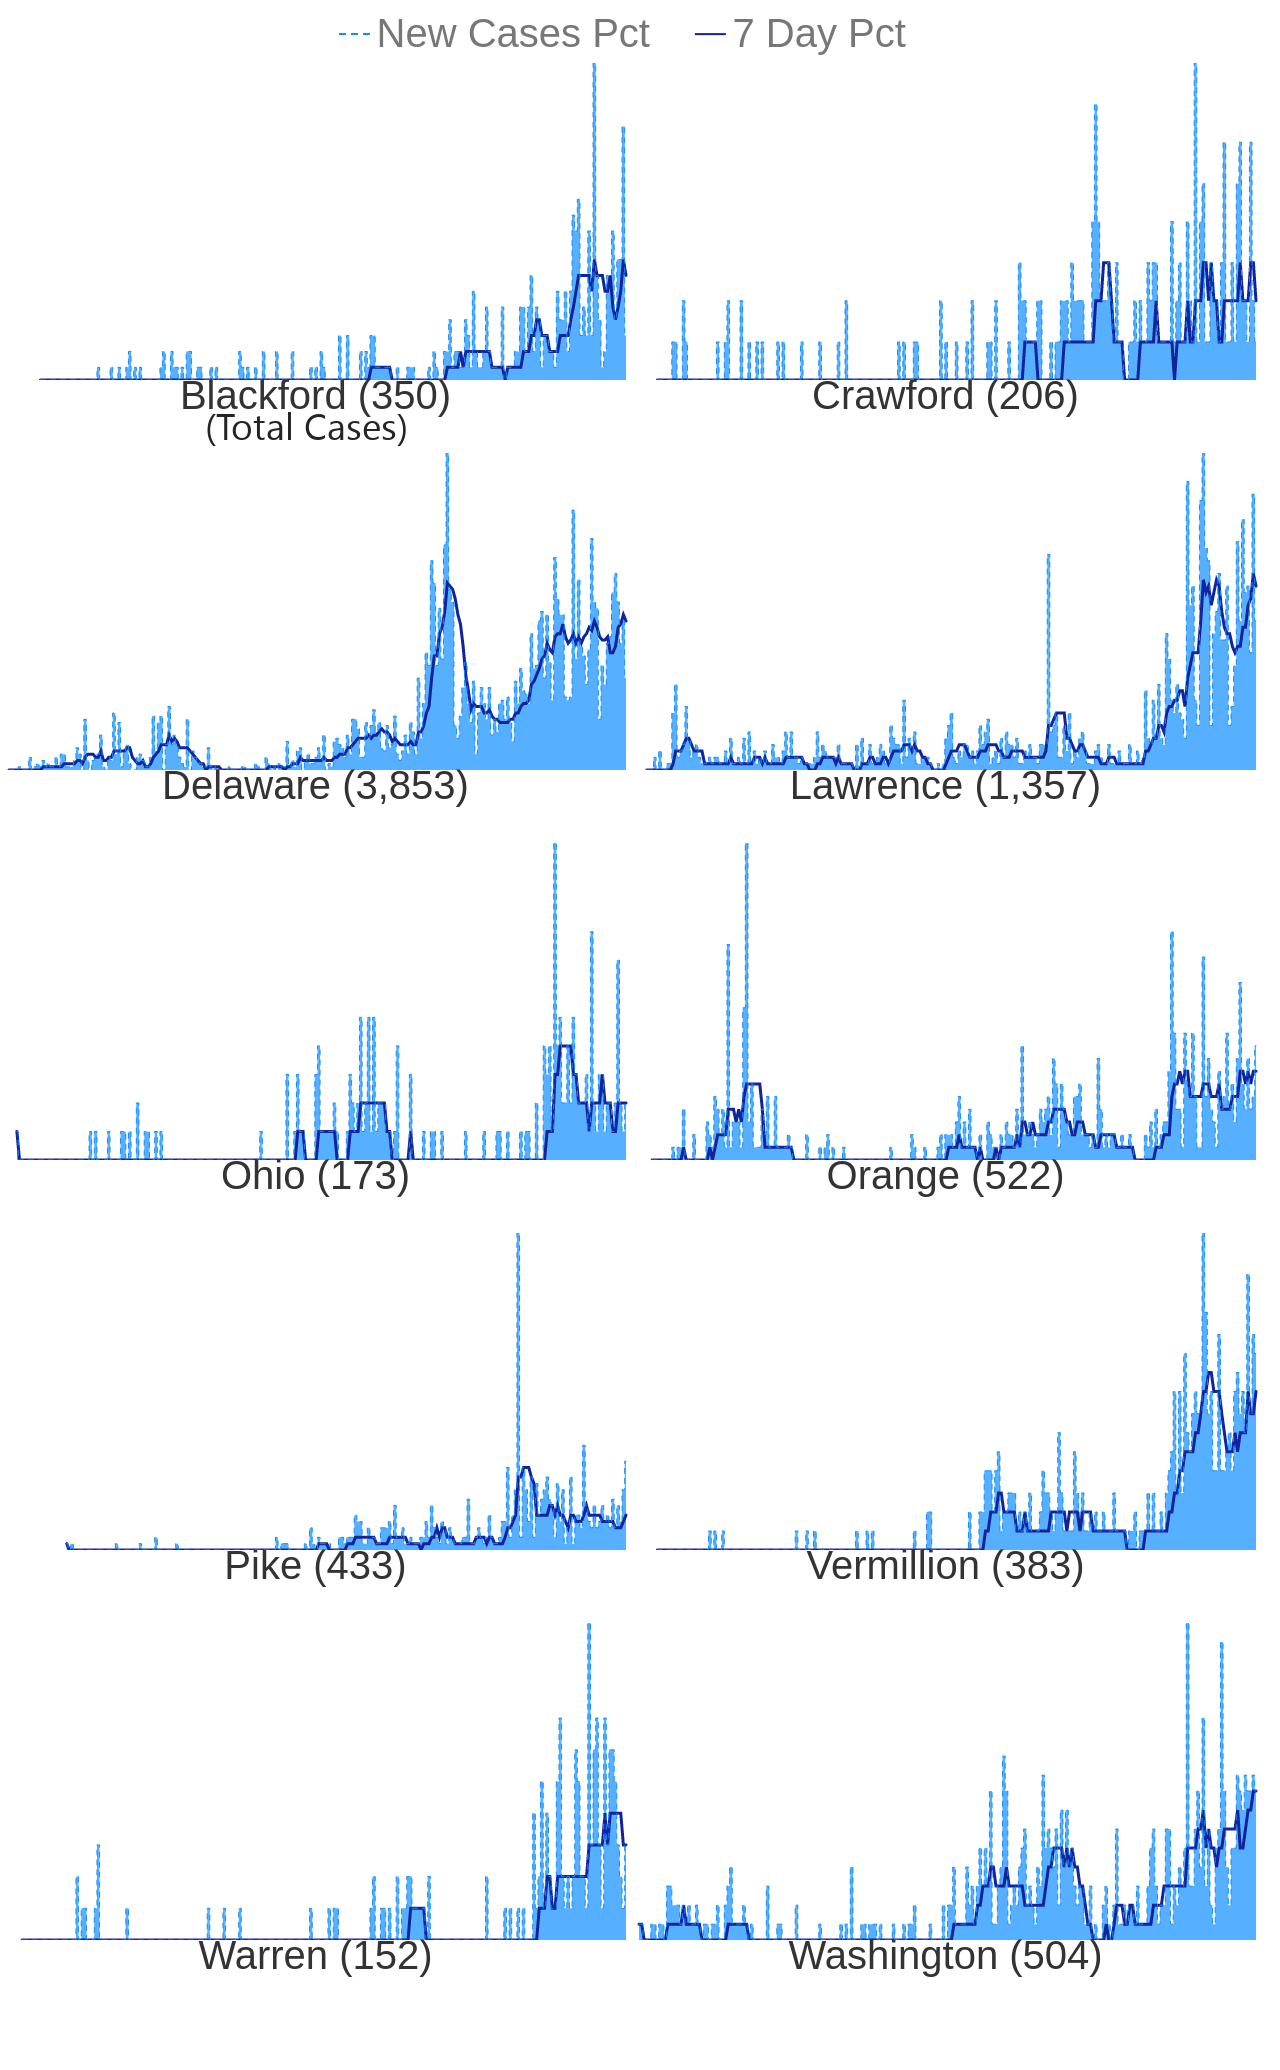 New Cases Pct 7 Day Pct
Blackford (350) Crawford (206)
(Total Cases)
Delaware (3,853) Lawrence (1,357)
Ohio (173) Orange (522)
Pike (433) Vermillion (383)
Warren (152) Washington (504)